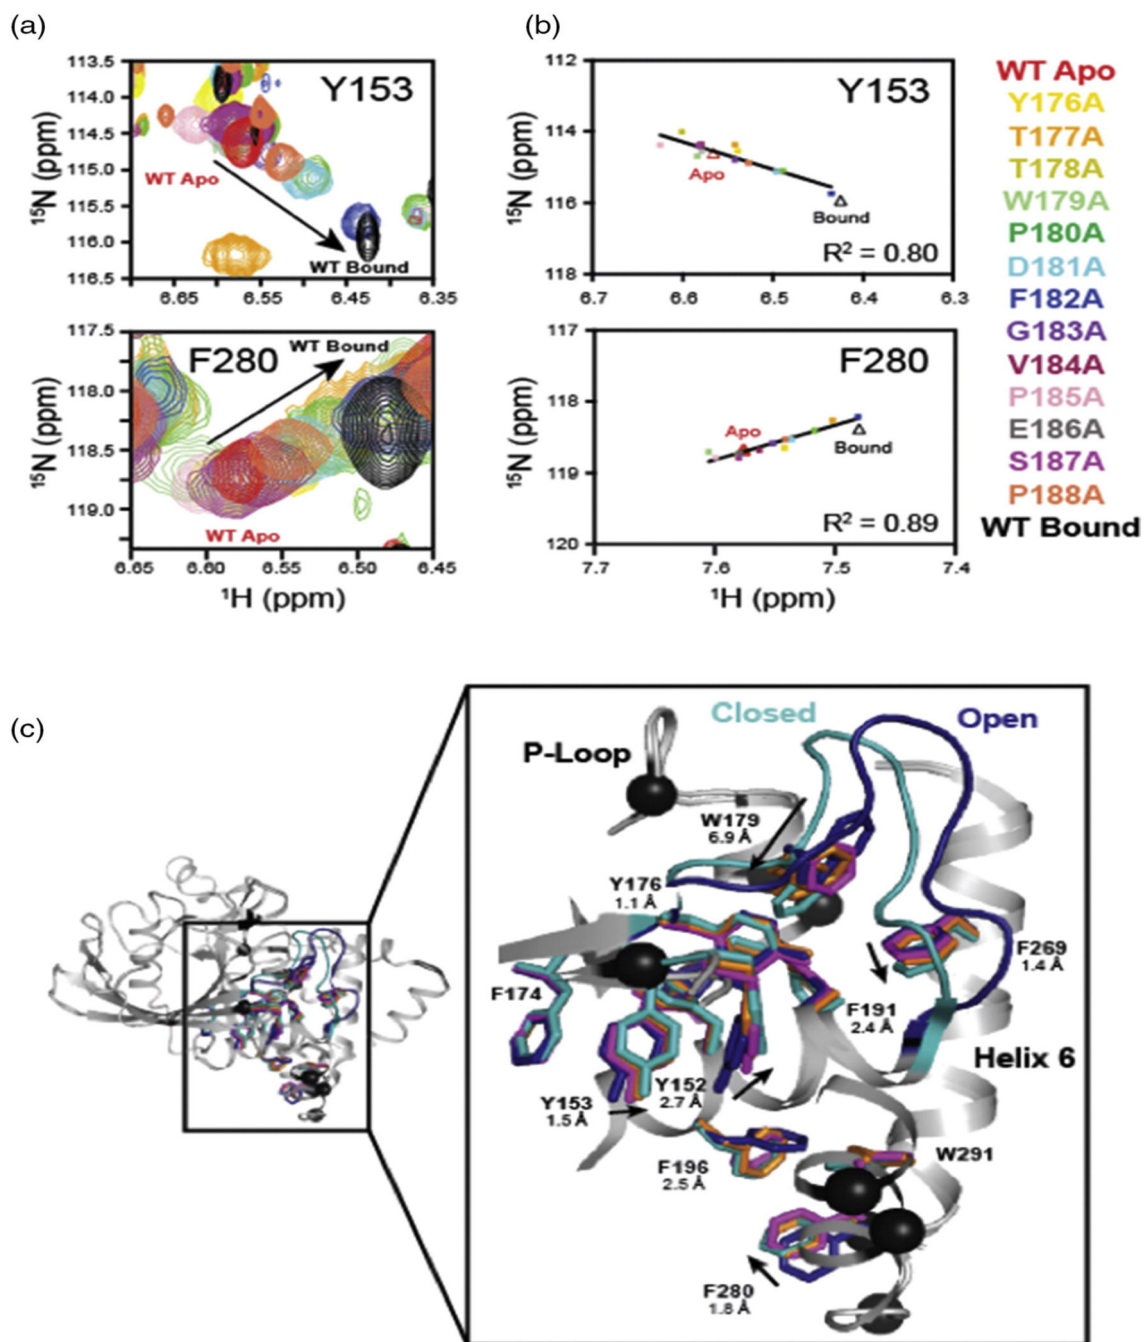 (a)
(b)
Y153
113.5
114.0
114.5
115.0
115.5
116.0
116.5
¹⁵N (ppm)
WT Apo
WT Bound
6.65 6.55 6.45 6.35
Y153
112
114
116
118
¹⁵N (ppm)
Apo
Bound
R² = 0.80
6.7 6.6 6.5 6.4 6.3
WT Apo
Y176A
T177A
T178A
W179A
P180A
D181A
F182A
G183A
V184A
P185A
E186A
S187A
P188A
WT Bound
F280
WT Bound
117.5
118.0
118.5
119.0
¹⁵N (ppm)
WT Apo
6.65 6.60 6.55 6.50 6.45
¹H (ppm)
F280
117
118
119
120
¹⁵N (ppm)
Apo
Bound
R² = 0.89
7.7 7.6 7.5 7.4
¹H (ppm)
(c)
Closed
Open
P-Loop
W179
6.9 Å
Y176
1.1 Å
F269
1.4 Å
F174
F191
2.4 Å
Helix 6
Y152
2.7 Å
Y153
1.5 Å
F196
2.5 Å
W291
F280
1.8 Å